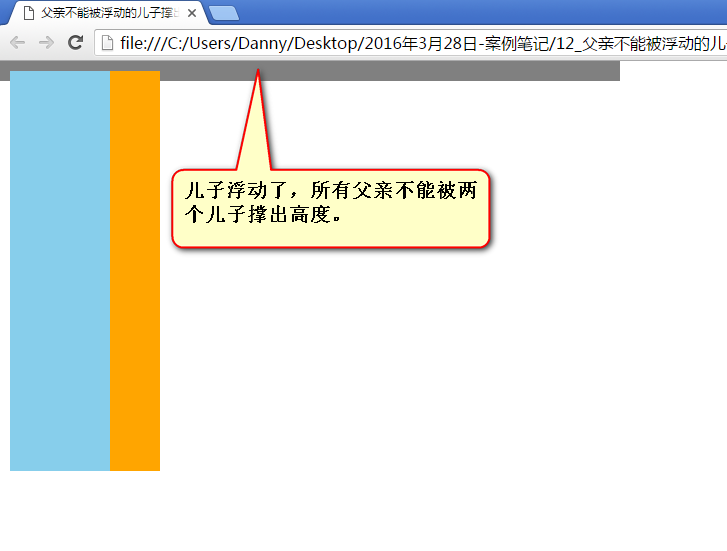 父亲不能被浮动的儿子撑
file:///C:/Users/Danny/Desktop/2016年3月28日-案例笔记/12_父亲不能被浮动的儿
儿子浮动了，所有父亲不能被两
个儿子撑出高度。